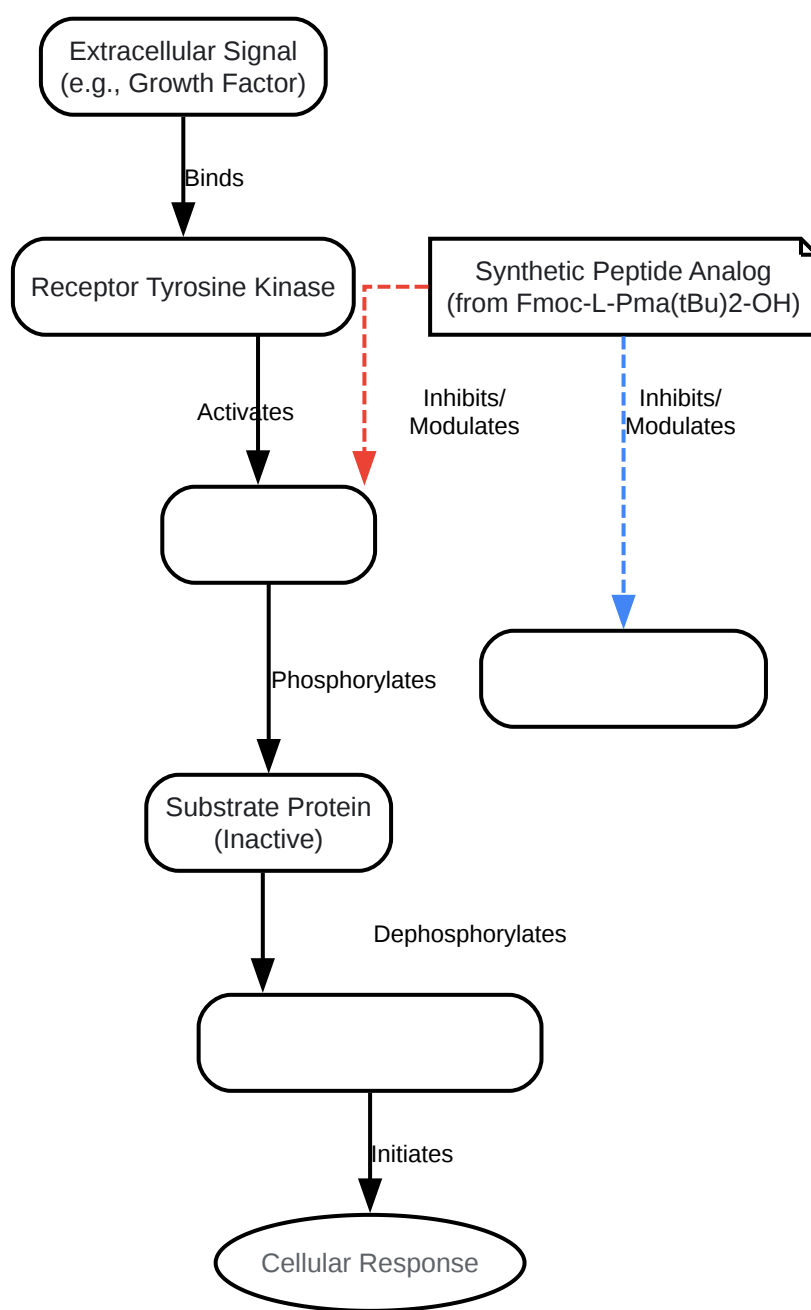 Extracellular Signal
(e.g., Growth Factor)
Binds
Receptor Tyrosine Kinase
Synthetic Peptide Analog
(from Fmoc-L-Pma(tBu)2-OH)
Activates
Inhibits/
Modulates
Inhibits/
Modulates
Phosphorylates
Substrate Protein
(Inactive)
Dephosphorylates
Initiates
Cellular Response